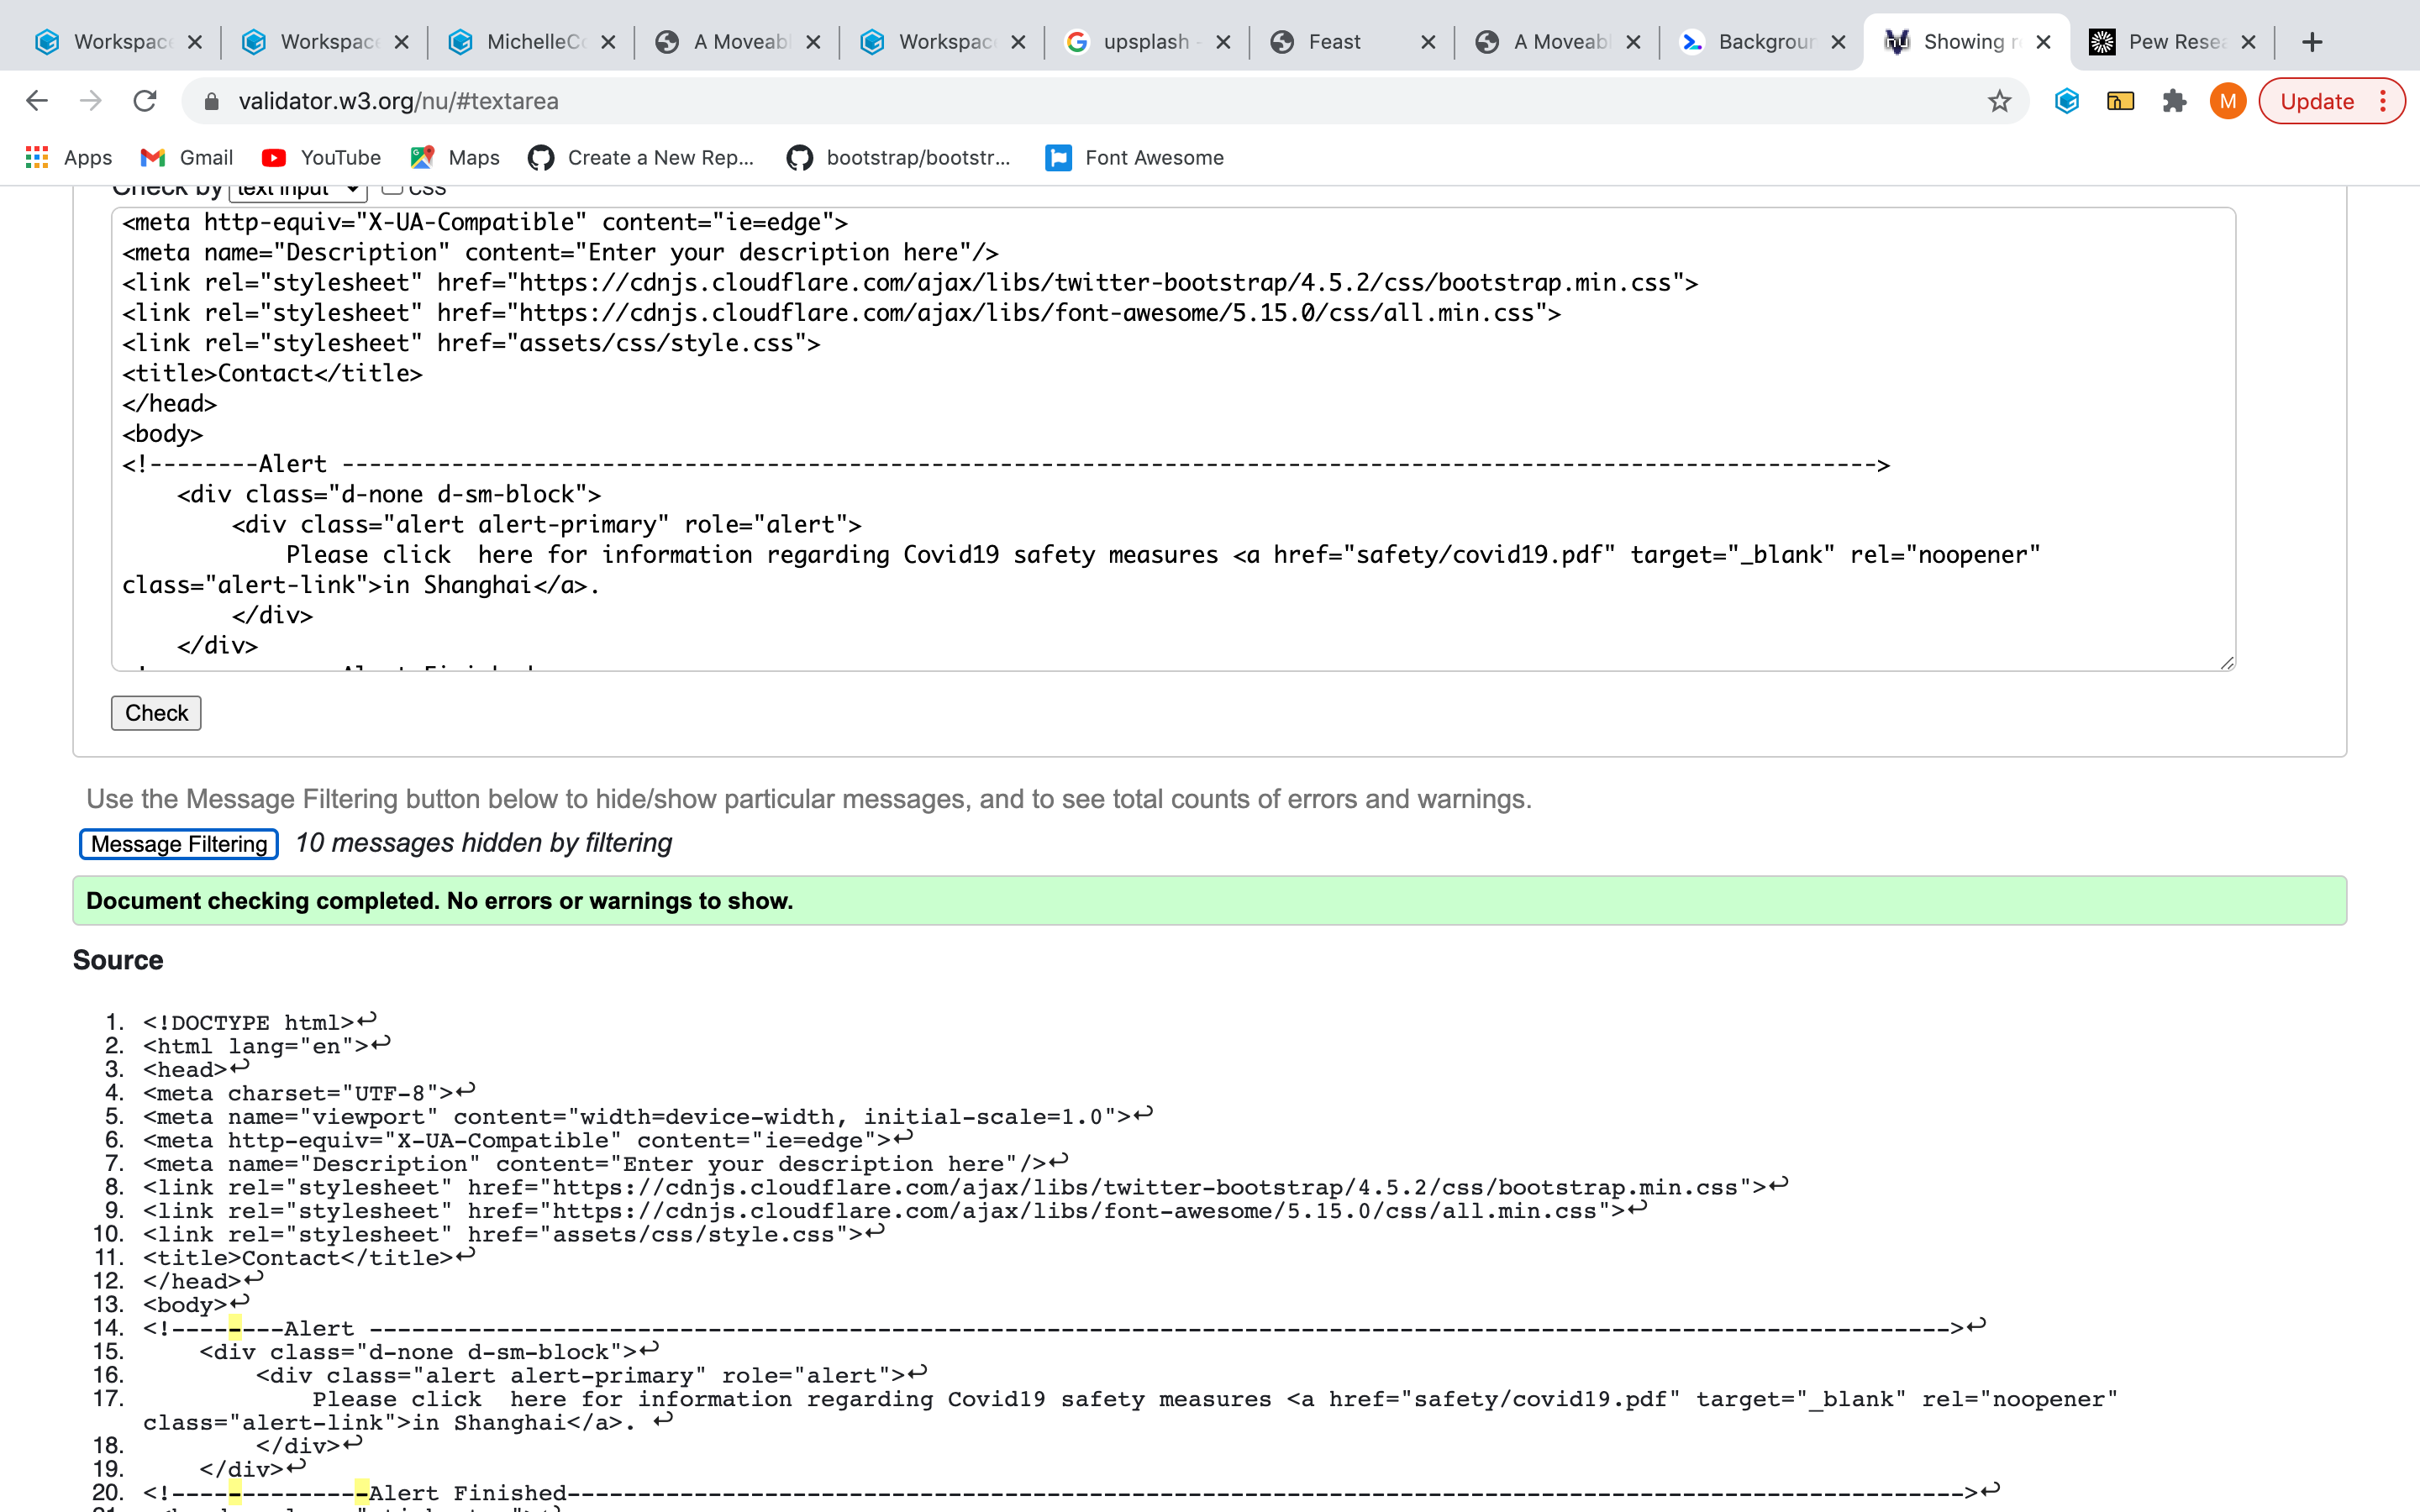 Workspac
Workspac
MichelleCo
A Moveabl
Workspac
upsplash -
Feast
A Moveabl
Backgroun
Showing r
Pew Resea
validator.w3.org/nu/#textarea
M
Update
Apps
Gmail
YouTube
Maps
Create a New Rep...
bootstrap/bootstr...
Font Awesome
Check by text input css
<meta http-equiv="X-UA-Compatible" content="ie=edge">
<meta name="Description" content="Enter your description here"/>
<link rel="stylesheet" href="https://cdnjs.cloudflare.com/ajax/libs/twitter-bootstrap/4.5.2/css/bootstrap.min.css">
<link rel="stylesheet" href="https://cdnjs.cloudflare.com/ajax/libs/font-awesome/5.15.0/css/all.min.css">
<link rel="stylesheet" href="assets/css/style.css">
<title>Contact</title>
</head>
<body>
<!--------Alert ---------------------------------------------------------------------------------------------------------------->
<div class="d-none d-sm-block">
<div class="alert alert-primary" role="alert">
Please click  here for information regarding Covid19 safety measures <a href="safety/covid19.pdf" target="_blank" rel="noopener"
class="alert-link">in Shanghai</a>.
</div>
</div>
Check
Use the Message Filtering button below to hide/show particular messages, and to see total counts of errors and warnings.
Message Filtering 10 messages hidden by filtering
Document checking completed. No errors or warnings to show.
Source
1. <!DOCTYPE html>↩
2. <html lang="en">↩
3. <head>↩
4. <meta charset="UTF-8">↩
5. <meta name="viewport" content="width=device-width, initial-scale=1.0">↩
6. <meta http-equiv="X-UA-Compatible" content="ie=edge">↩
7. <meta name="Description" content="Enter your description here"/>↩
8. <link rel="stylesheet" href="https://cdnjs.cloudflare.com/ajax/libs/twitter-bootstrap/4.5.2/css/bootstrap.min.css">↩
9. <link rel="stylesheet" href="https://cdnjs.cloudflare.com/ajax/libs/font-awesome/5.15.0/css/all.min.css">↩
10. <link rel="stylesheet" href="assets/css/style.css">↩
11. <title>Contact</title>↩
12. </head>↩
13. <body>↩
14. <!--------Alert ---------------------------------------------------------------------------------------------------------------->↩
15. <div class="d-none d-sm-block">↩
16. <div class="alert alert-primary" role="alert">↩
17. Please click  here for information regarding Covid19 safety measures <a href="safety/covid19.pdf" target="_blank" rel="noopener"
class="alert-link">in Shanghai</a>. ↩
18. </div>↩
19. </div>↩
20. <!--------------Alert Finished--------------------------------------------------------------------------------------------------->↩